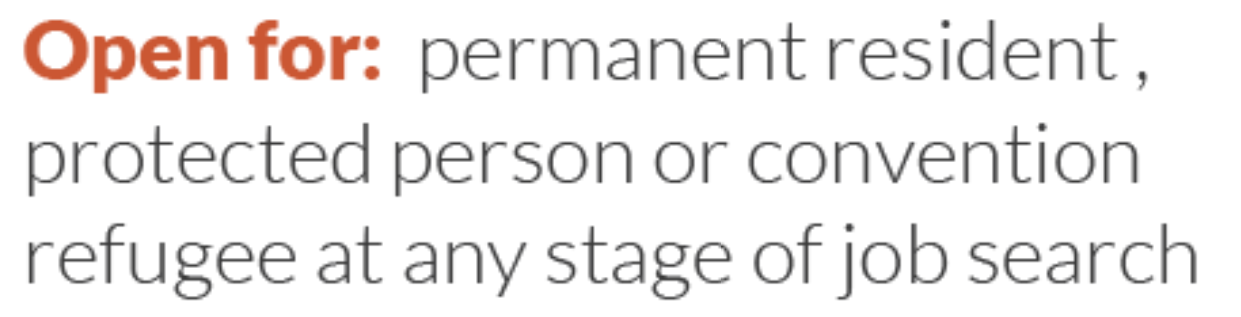 Open for: permanent resident ,
protected person or convention
refugee at any stage of job search